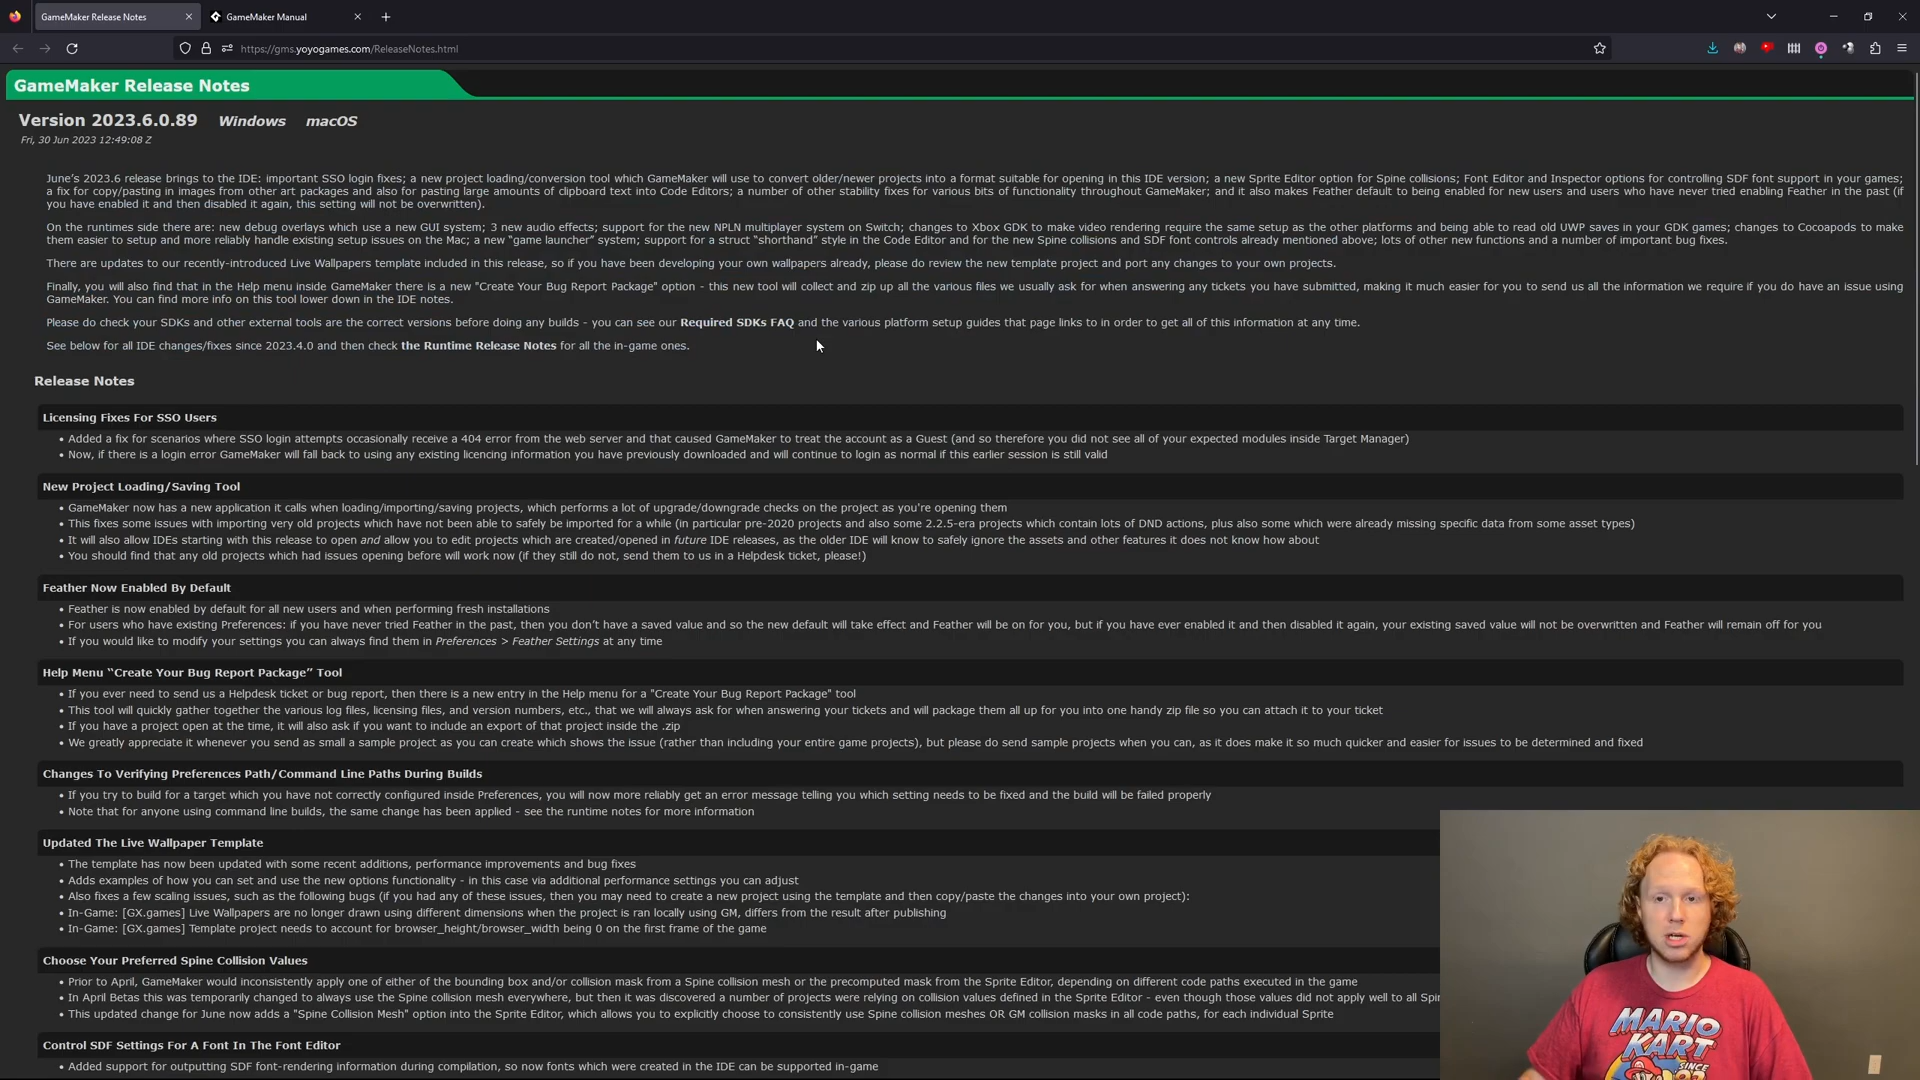 GameMaker Release Notes
GameMaker Manual
https://gms.yoyogames.com/ReleaseNotes.html
GameMaker Release Notes
Version 2023.6.0.89 Windows macOS
Fri, 30 Jun 2023 12:49:08 Z
June's 2023.6 release brings to the IDE: important SSO login fixes; a new project loading/conversion tool which GameMaker will use to convert older/newer projects into a format suitable for opening in this IDE version; a new Sprite Editor option for Spine collisions; Font Editor and Inspector options for controlling SDF font support in your games;
a fix for copy/pasting in images from other art packages and also for pasting large amounts of clipboard text into Code Editors; a number of other stability fixes for various bits of functionality throughout GameMaker; and it also makes Feather default to being enabled for new users and users who have never tried enabling Feather in the past (if
you have enabled it and then disabled it again, this setting will not be overwritten).
On the runtimes side there are: new debug overlays which use a new GUI system; 3 new audio effects; support for the new NPLN multiplayer system on Switch; changes to Xbox GDK to make video rendering require the same setup as the other platforms and being able to read old UWP saves in your GDK games; changes to Cocoapods to make
them easier to setup and more reliably handle existing setup issues on the Mac; a new “game launcher” system; support for a struct “shorthand” style in the Code Editor and for the new Spine collisions and SDF font controls already mentioned above; lots of other new functions and a number of important bug fixes.
There are updates to our recently-introduced Live Wallpapers template included in this release, so if you have been developing your own wallpapers already, please do review the new template project and port any changes to your own projects.
Finally, you will also find that in the Help menu inside GameMaker there is a new "Create Your Bug Report Package" option - this new tool will collect and zip up all the various files we usually ask for when answering any tickets you have submitted, making it much easier for you to send us all the information we require if you do have an issue using
GameMaker. You can find more info on this tool lower down in the IDE notes.
Please do check your SDKs and other external tools are the correct versions before doing any builds - you can see our Required SDKs FAQ and the various platform setup guides that page links to in order to get all of this information at any time.
See below for all IDE changes/fixes since 2023.4.0 and then check the Runtime Release Notes for all the in-game ones.
Release Notes
Licensing Fixes For SSO Users
• Added a fix for scenarios where SSO login attempts occasionally receive a 404 error from the web server and that caused GameMaker to treat the account as a Guest (and so therefore you did not see all of your expected modules inside Target Manager)
• Now, if there is a login error GameMaker will fall back to using any existing licencing information you have previously downloaded and will continue to login as normal if this earlier session is still valid
New Project Loading/Saving Tool
• GameMaker now has a new application it calls when loading/importing/saving projects, which performs a lot of upgrade/downgrade checks on the project as you're opening them
• This fixes some issues with importing very old projects which have not been able to safely be imported for a while (in particular pre-2020 projects and also some 2.2.5-era projects which contain lots of DND actions, plus also some which were already missing specific data from some asset types)
• It will also allow IDEs starting with this release to open and allow you to edit projects which are created/opened in future IDE releases, as the older IDE will know to safely ignore the assets and other features it does not know how about
• You should find that any old projects which had issues opening before will work now (if they still do not, send them to us in a Helpdesk ticket, please!)
Feather Now Enabled By Default
• Feather is now enabled by default for all new users and when performing fresh installations
• For users who have existing Preferences: if you have never tried Feather in the past, then you don't have a saved value and so the new default will take effect and Feather will be on for you, but if you have ever enabled it and then disabled it again, your existing saved value will not be overwritten and Feather will remain off for you
• If you would like to modify your settings you can always find them in Preferences > Feather Settings at any time
Help Menu “Create Your Bug Report Package” Tool
• If you ever need to send us a Helpdesk ticket or bug report, then there is a new entry in the Help menu for a "Create Your Bug Report Package" tool
• This tool will quickly gather together the various log files, licensing files, and version numbers, etc., that we will always ask for when answering your tickets and will package them all up for you into one handy zip file so you can attach it to your ticket
• If you have a project open at the time, it will also ask if you want to include an export of that project inside the .zip
• We greatly appreciate it whenever you send as small a sample project as you can create which shows the issue (rather than including your entire game projects), but please do send sample projects when you can, as it does make it so much quicker and easier for issues to be determined and fixed
Changes To Verifying Preferences Path/Command Line Paths During Builds
• If you try to build for a target which you have not correctly configured inside Preferences, you will now more reliably get an error message telling you which setting needs to be fixed and the build will be failed properly
• Note that for anyone using command line builds, the same change has been applied - see the runtime notes for more information
Updated The Live Wallpaper Template
• The template has now been updated with some recent additions, performance improvements and bug fixes
• Adds examples of how you can set and use the new options functionality - in this case via additional performance settings you can adjust
• Also fixes a few scaling issues, such as the following bugs (if you had any of these issues, then you may need to create a new project using the template and then copy/paste the changes into your own project):
• In-Game: [GX.games] Live Wallpapers are no longer drawn using different dimensions when the project is ran locally using GM, differs from the result after publishing
• In-Game: [GX.games] Template project needs to account for browser_height/browser_width being 0 on the first frame of the game
Choose Your Preferred Spine Collision Values
• Prior to April, GameMaker would inconsistently apply one of either of the bounding box and/or collision mask from a Spine collision mesh or the precomputed mask from the Sprite Editor, depending on different code paths executed in the game
• In April Betas this was temporarily changed to always use the Spine collision mesh everywhere, but then it was discovered a number of projects were relying on collision values defined in the Sprite Editor - even though those values did not apply well to all Spin
• This updated change for June now adds a "Spine Collision Mesh" option into the Sprite Editor, which allows you to explicitly choose to consistently use Spine collision meshes OR GM collision masks in all code paths, for each individual Sprite
Control SDF Settings For A Font In The Font Editor
• Added support for outputting SDF font-rendering information during compilation, so now fonts which were created in the IDE can be supported in-game
MARIO
KART
SINCE